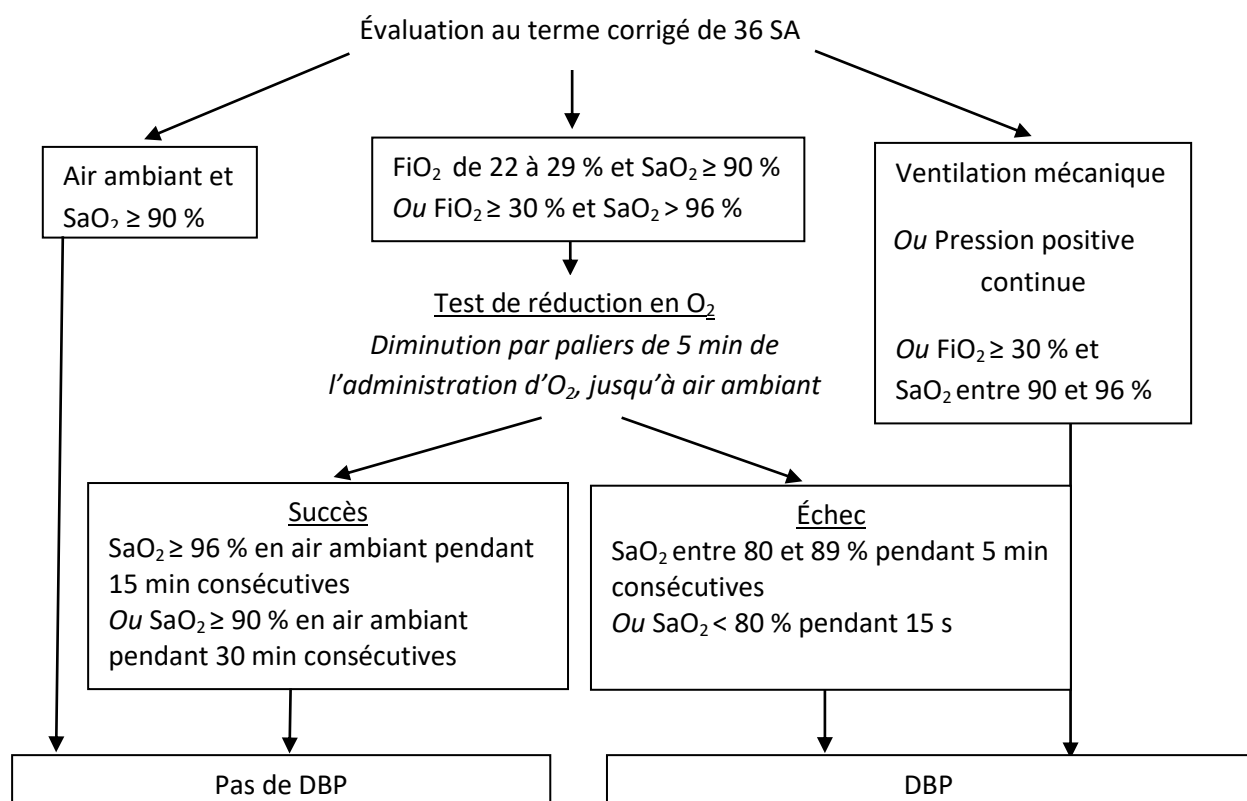 Évaluation au terme corrigé de 36 SA
Air ambiant et
SaO₂ ≥ 90 %
FiO₂ de 22 à 29 % et SaO₂ ≥ 90 %
Ou FiO₂ ≥ 30 % et SaO₂ > 96 %
Ventilation mécanique
Ou Pression positive
continue
Ou FiO₂ ≥ 30 % et
SaO₂ entre 90 et 96 %
Test de réduction en O₂
Diminution par paliers de 5 min de
l’administration d’O₂, jusqu’à air ambiant
Succès
SaO₂ ≥ 96 % en air ambiant pendant
15 min consécutives
Ou SaO₂ ≥ 90 % en air ambiant
pendant 30 min consécutives
Échec
SaO₂ entre 80 et 89 % pendant 5 min
consécutives
Ou SaO₂ < 80 % pendant 15 s
Pas de DBP
DBP